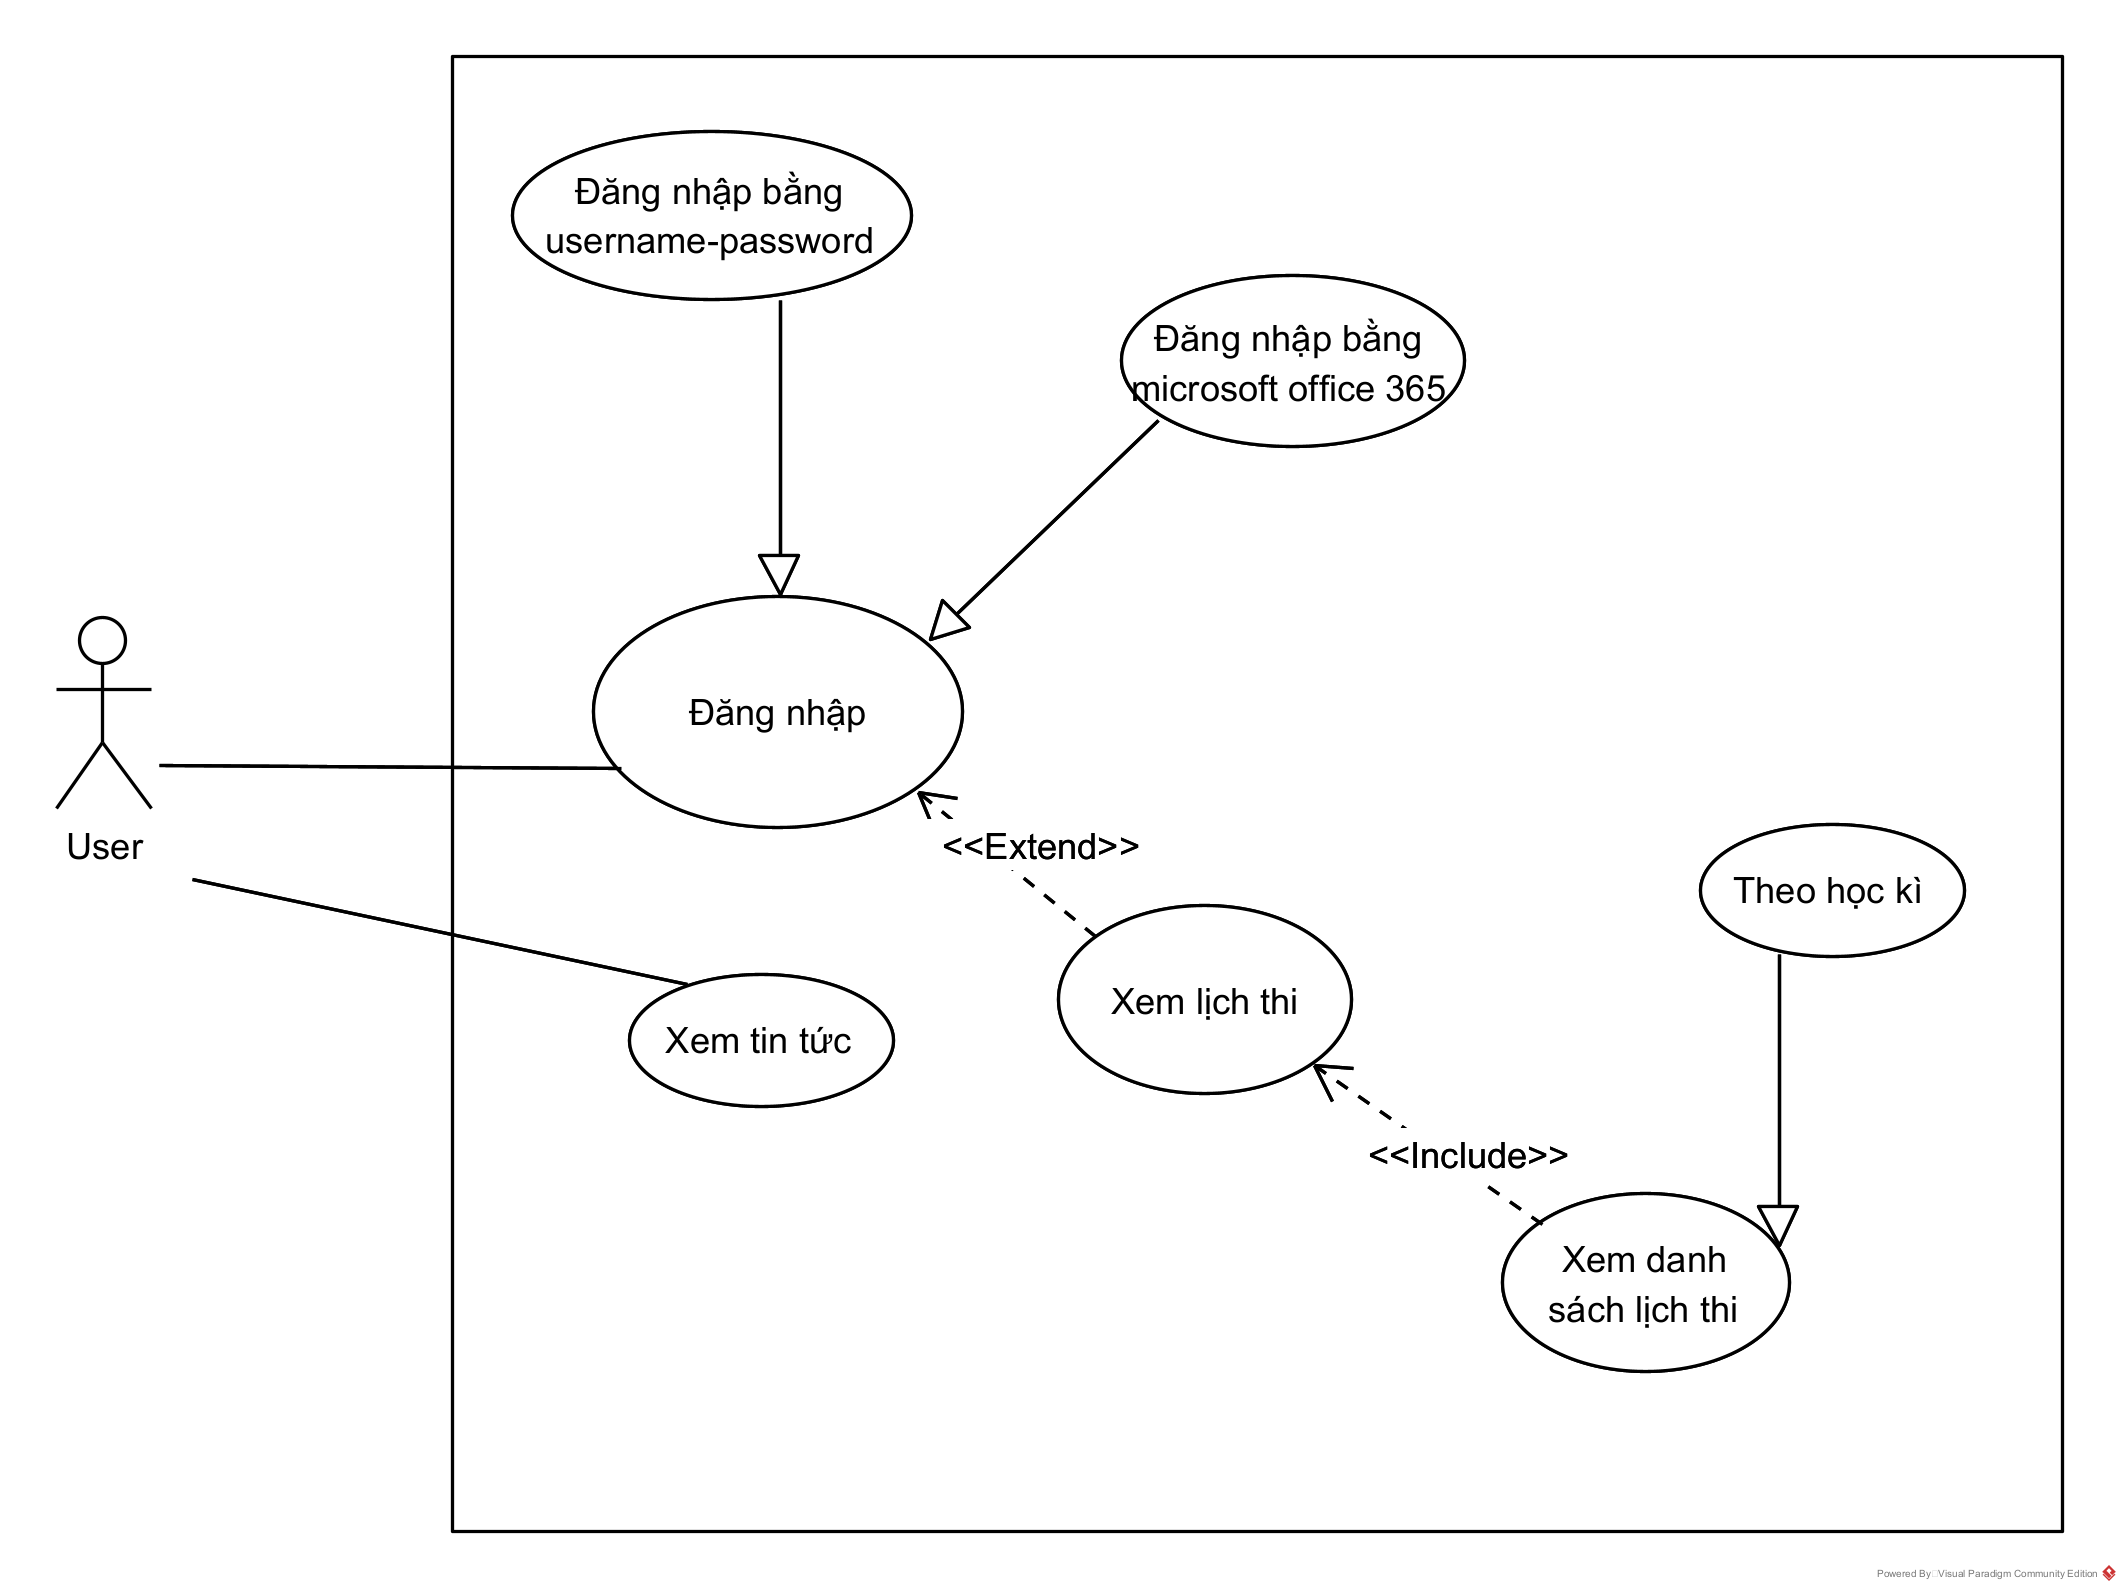 Đăng nhập bằng
username-password
Đăng nhập bằng
microsoft office 365
Đăng nhập
User
<<Extend>>
Theo học kì
Xem lịch thi
Xem tin tức
<<Include>>
Xem danh
sách lịch thi
Powered By Visual Paradigm Community Edition